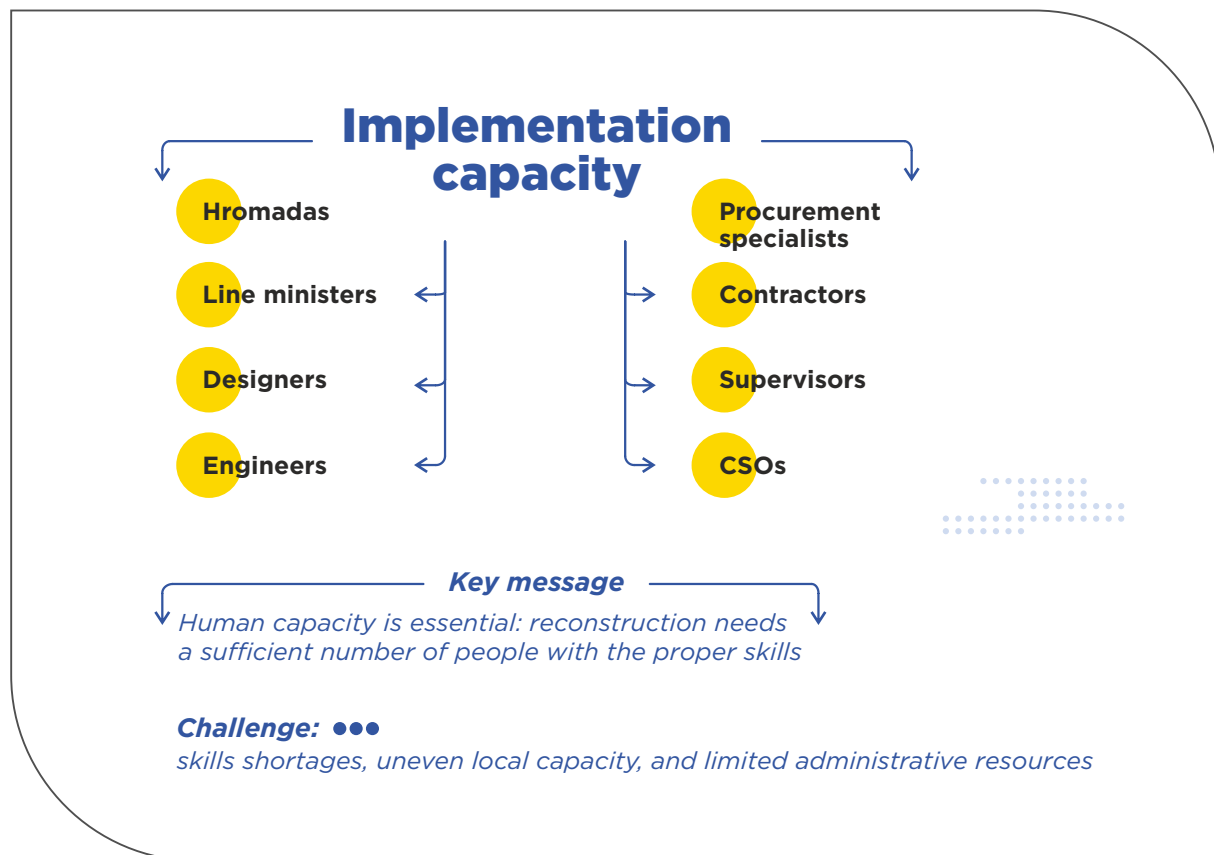 Implementation
capacity
Hromadas
Line ministers
Designers
Engineers
Procurement
specialists
Contractors
Supervisors
CSOs
Key message
Human capacity is essential: reconstruction needs
a sufficient number of people with the proper skills
Challenge:
skills shortages, uneven local capacity, and limited administrative resources